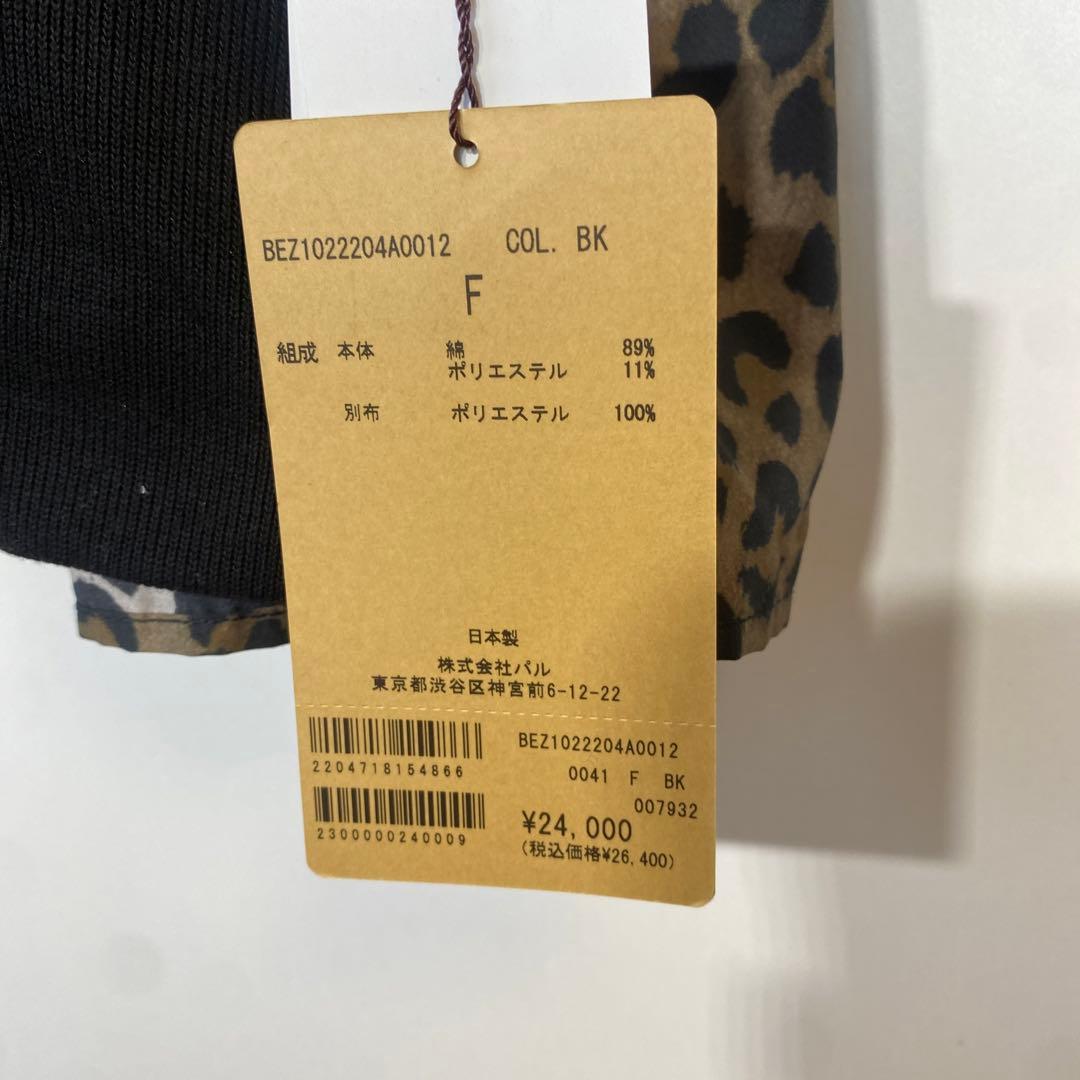 BEZ1022204A0012 COL. BK
F
組成 本体 綿 89%
ポリエステル 11%
別布 ポリエステル 100%
日本製
株式会社パル
東京都渋谷区神宮前6-12-22
BEZ1022204A0012
2204718154866
0041 F BK
007932
2300000240009
¥24,000
(税込価格¥26,400)